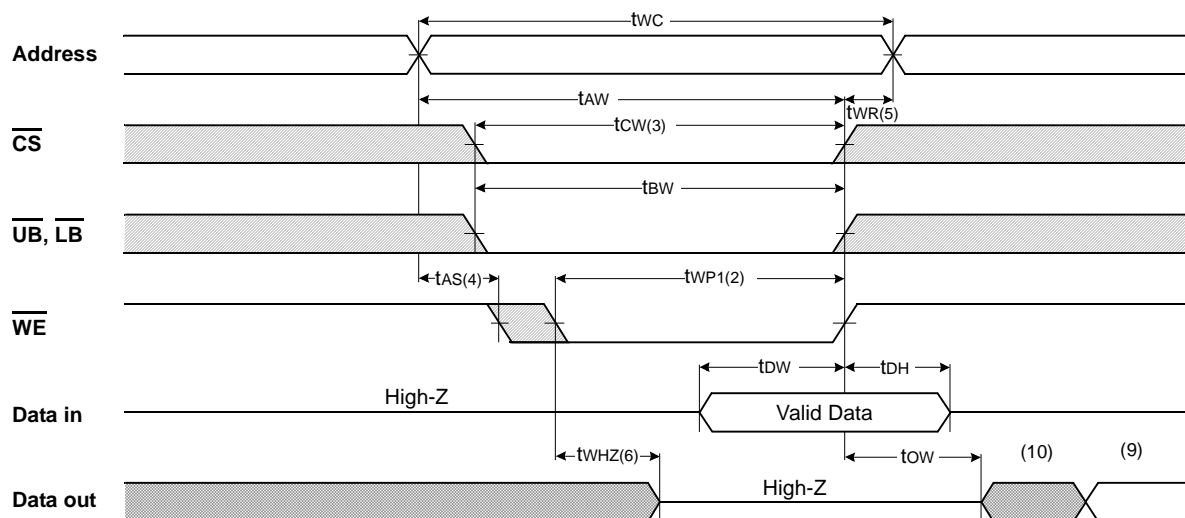 tWC
Address
tAW
tWR(5)
tCW(3)
CS
tBW
UB, LB
tAS(4)
tWP1(2)
WE
tDW
tDH
High-Z
Data in
Valid Data
tWHZ(6)
tOW
(10)
(9)
High-Z
Data out